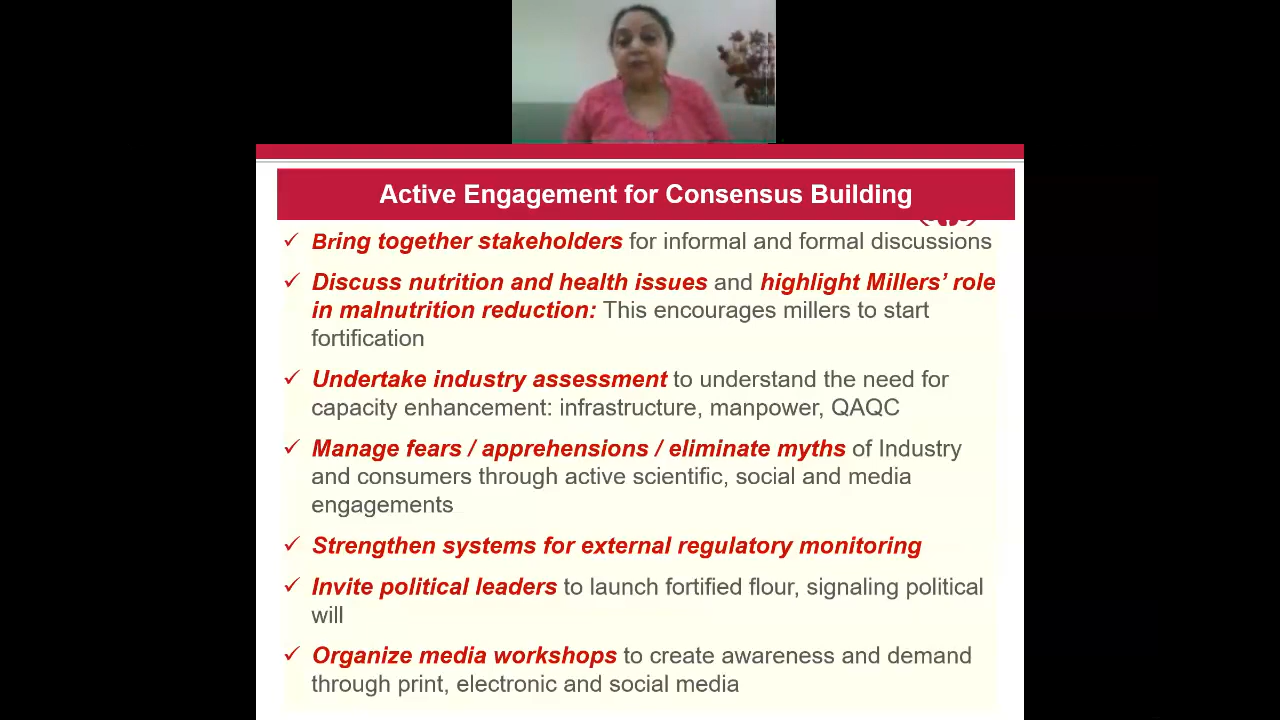 Active Engagement for Consensus Building
✓ Bring together stakeholders for informal and formal discussions
✓ Discuss nutrition and health issues and highlight Millers’ role
in malnutrition reduction: This encourages millers to start
fortification
✓ Undertake industry assessment to understand the need for
capacity enhancement: infrastructure, manpower, QAQC
✓ Manage fears / apprehensions / eliminate myths of Industry
and consumers through active scientific, social and media
engagements
✓ Strengthen systems for external regulatory monitoring
✓ Invite political leaders to launch fortified flour, signaling political
will
✓ Organize media workshops to create awareness and demand
through print, electronic and social media